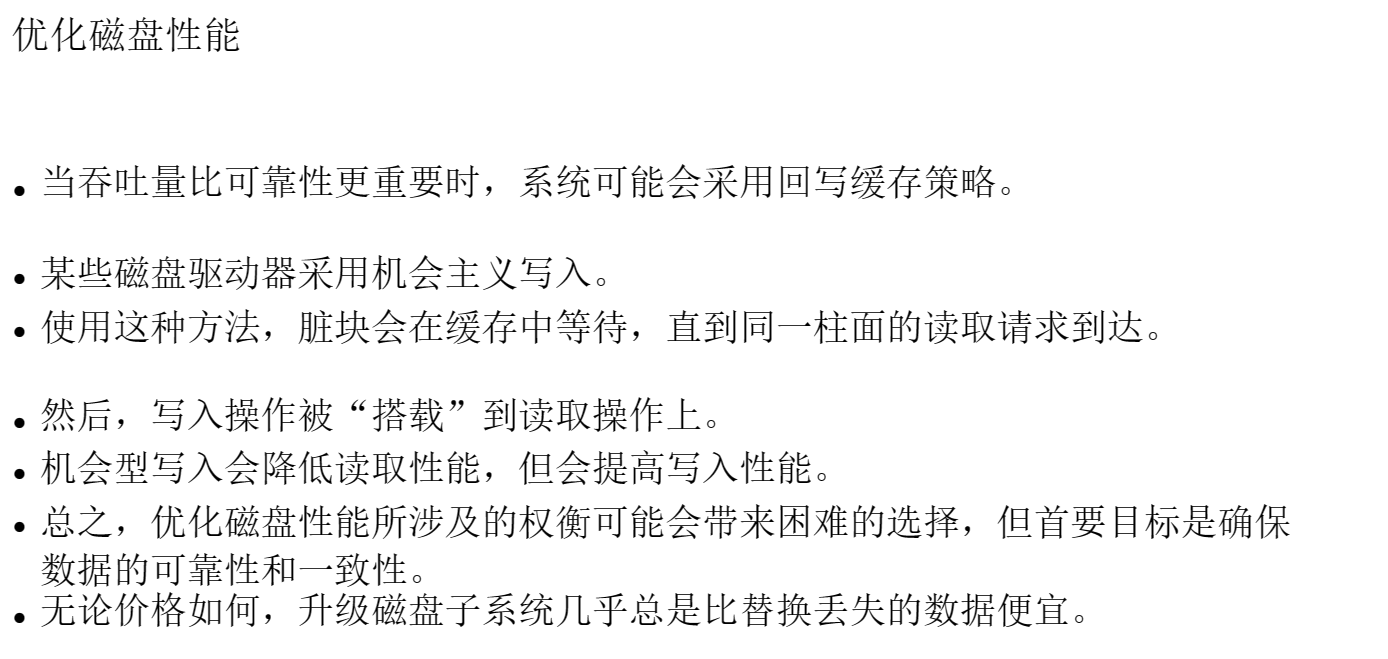 优化磁盘性能
• 当吞吐量比可靠性更重要时，系统可能会采用回写缓存策略。
• 某些磁盘驱动器采用机会主义写入。
• 使用这种方法，脏块会在缓存中等待，直到同一柱面的读取请求到达。
• 然后，写入操作被“搭载”到读取操作上。
• 机会型写入会降低读取性能，但会提高写入性能。
• 总之，优化磁盘性能所涉及的权衡可能会带来困难的选择，但首要目标是确保
数据的可靠性和一致性。
• 无论价格如何，升级磁盘子系统几乎总是比替换丢失的数据便宜。